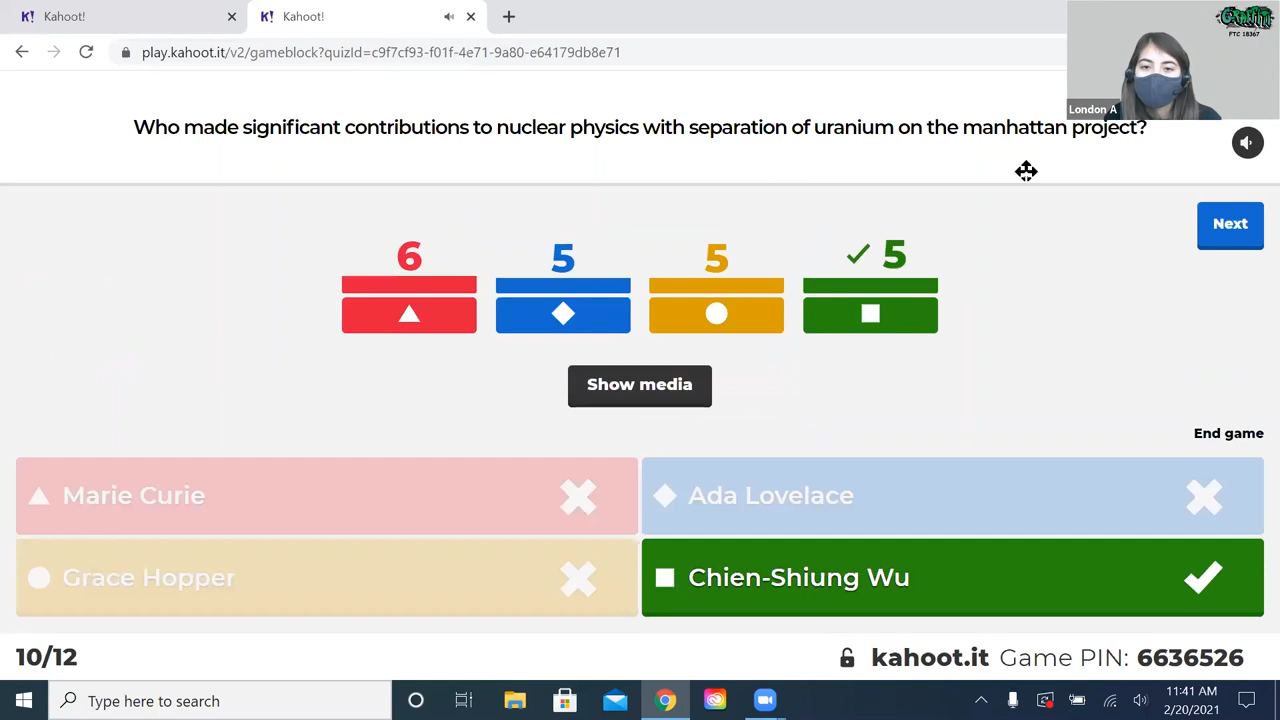 Kahoot!
Kahoot!
play.kahoot.it/v2/gameblock?quizId=c9f7cf93-f01f-4e71-9a80-e64179db8e71
GRAFFITI
FTC 18367
London A
Who made significant contributions to nuclear physics with separation of uranium on the manhattan project?
Next
6
5
5
5
Show media
End game
Marie Curie
Ada Lovelace
Grace Hopper
Chien-Shiung Wu
10/12
kahoot.it Game PIN: 6636526
Type here to search
11:41 AM
2/20/2021